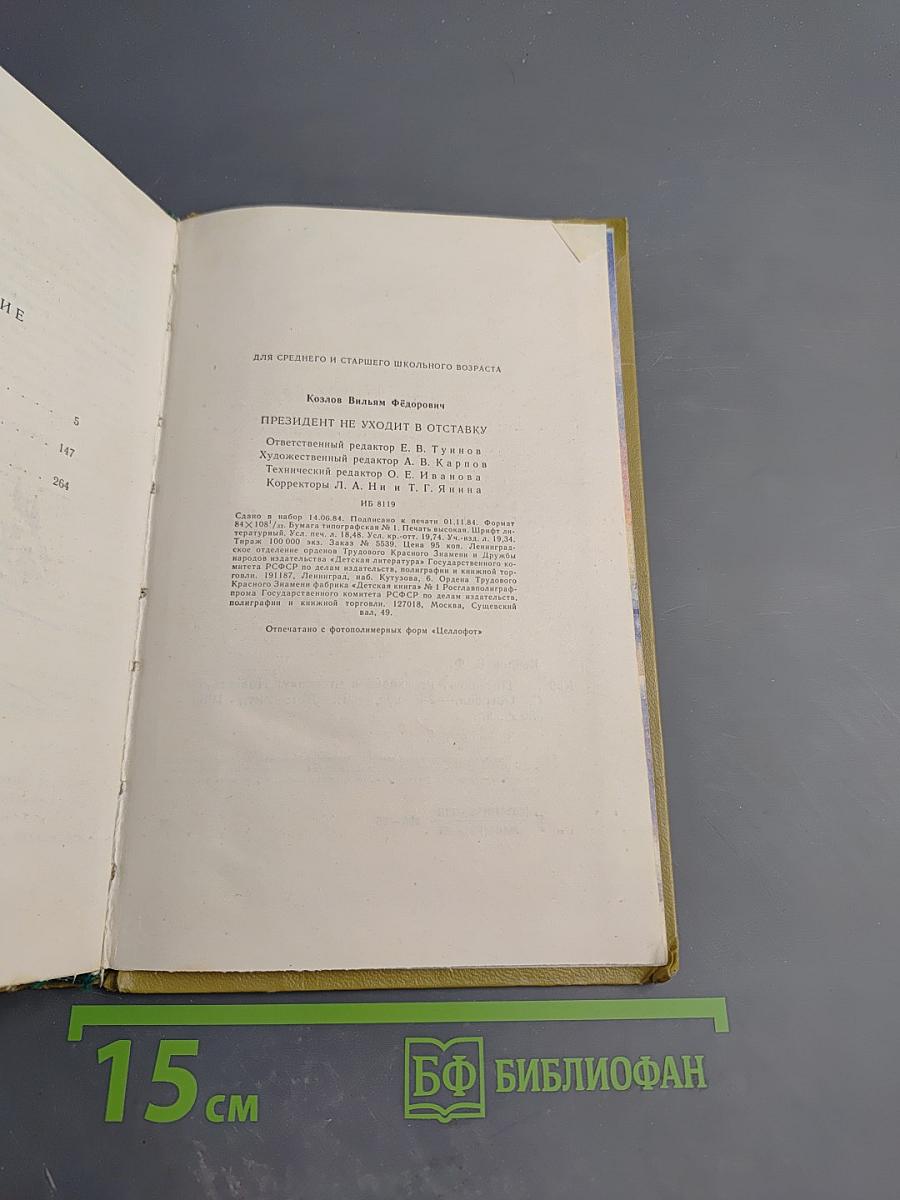 ИЕ
5
147
264
ДЛЯ СРЕДНЕГО И СТАРШЕГО ШКОЛЬНОГО ВОЗРАСТА
Козлов Вильям Фёдорович
ПРЕЗИДЕНТ НЕ УХОДИТ В ОТСТАВКУ
Ответственный редактор Е. В. Туинов
Художественный редактор А. В. Карпов
Технический редактор О. Е. Иванова
Корректоры Л. А. Ни и Т. Г. Янина
ИБ 8119
Сдано в набор 14.06.84. Подписано к печати 01.11.84. Формат
84×108¹/₃₂. Бумага типографская № 1. Печать высокая. Шрифт ли-
тературный. Усл. печ. л. 18,48. Усл. кр.-отт. 19,74. Уч.-изд. л. 19,34.
Тираж 100 000 экз. Заказ № 5539. Цена 95 коп. Ленинград-
ское отделение орденов Трудового Красного Знамени и Дружбы
народов издательства «Детская литература» Государственного ко-
митета РСФСР по делам издательств, полиграфии и книжной тор-
говли. 191187, Ленинград, наб. Кутузова, 6. Ордена Трудового
Красного Знамени фабрика «Детская книга» № 1 Росглавполиграф-
прома Государственного комитета РСФСР по делам издательств,
полиграфии и книжной торговли. 127018, Москва, Сущевский
вал, 49.
Отпечатано с фотополимерных форм «Целлофот»
15 см
БФ БИБЛИОФАН